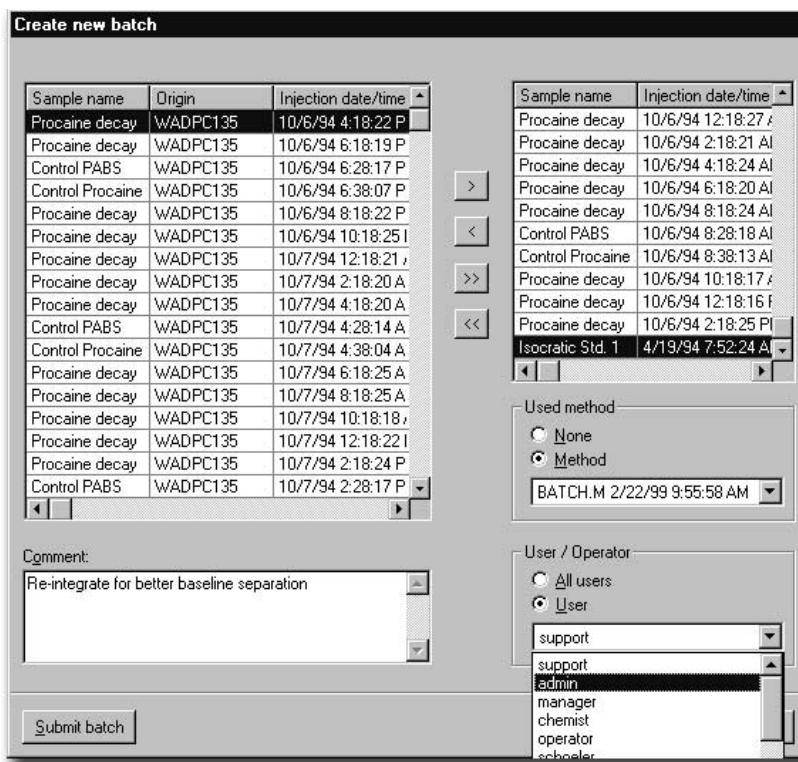 Create new batch
Sample name Origin Injection date/time
Procaine decay WADPC135 10/6/94 4:18:22 P
Procaine decay WADPC135 10/6/94 6:18:19 P
Control PABS WADPC135 10/6/94 6:28:17 P
Control Procaine WADPC135 10/6/94 6:38:07 P
Procaine decay WADPC135 10/6/94 8:18:22 P
Procaine decay WADPC135 10/6/94 10:18:25
Procaine decay WADPC135 10/7/94 12:18:21
Procaine decay WADPC135 10/7/94 2:18:20 A
Procaine decay WADPC135 10/7/94 4:18:20 A
Control PABS WADPC135 10/7/94 4:28:14 A
Control Procaine WADPC135 10/7/94 4:38:04 A
Procaine decay WADPC135 10/7/94 6:18:25 A
Procaine decay WADPC135 10/7/94 8:18:25 A
Procaine decay WADPC135 10/7/94 10:18:18
Procaine decay WADPC135 10/7/94 12:18:22
Procaine decay WADPC135 10/7/94 2:18:24 P
Control PABS WADPC135 10/7/94 2:28:17 P
>
<
>>
<<
Sample name Injection date/time
Procaine decay 10/6/94 12:18:27
Procaine decay 10/6/94 2:18:21 A
Procaine decay 10/6/94 4:18:24 A
Procaine decay 10/6/94 6:18:20 A
Procaine decay 10/6/94 8:18:24 A
Control PABS 10/6/94 8:28:18 A
Control Procaine 10/6/94 8:38:13 A
Procaine decay 10/6/94 10:18:17
Procaine decay 10/6/94 12:18:16
Procaine decay 10/6/94 2:18:25 P
Isocratic Std. 1 4/19/94 7:52:24 A
Used method
None
Method
BATCH.M 2/22/99 9:55:58 AM
Comment:
Re-integrate for better baseline separation
User / Operator
All users
User
support
support
admin
manager
chemist
operator
schoeler
Submit batch